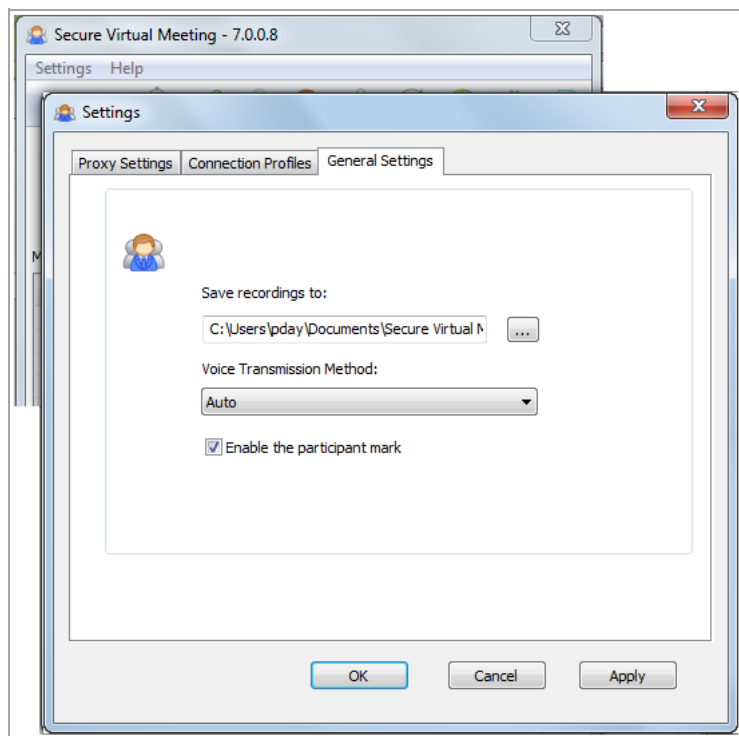 Secure Virtual Meeting - 7.0.0.8
Settings Help
Settings
Proxy Settings Connection Profiles General Settings
Save recordings to:
C:\Users\pday\Documents\Secure Virtual
...
Voice Transmission Method:
Auto
Enable the participant mark
OK Cancel Apply